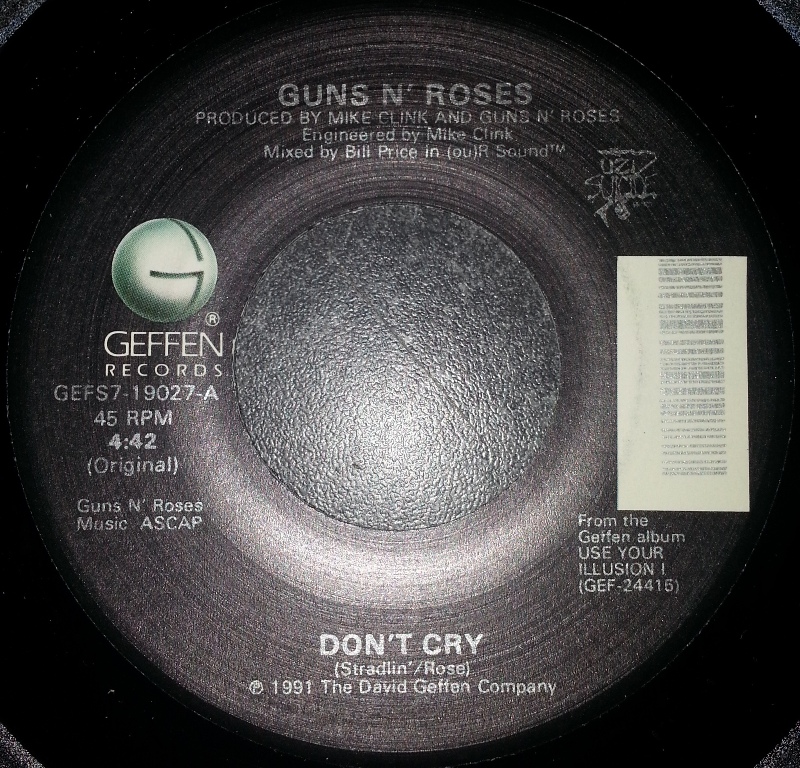 GUNS N' ROSES
PRODUCED BY MIKE CLINK AND GUNS N' ROSES
Engineered by Mike Clink
Mixed by Bill Price in (ou)R Sound™
UZI
SUICIDE
G
GEFFEN®
RECORDS
GEFS7-19027-A
45 RPM
4:42
(Original)
Guns N' Roses
Music ASCAP
From the
Geffen album
USE YOUR
ILLUSION I
(GEF-24415)
DON'T CRY
(Stradlin'/Rose)
℗ 1991 The David Geffen Company